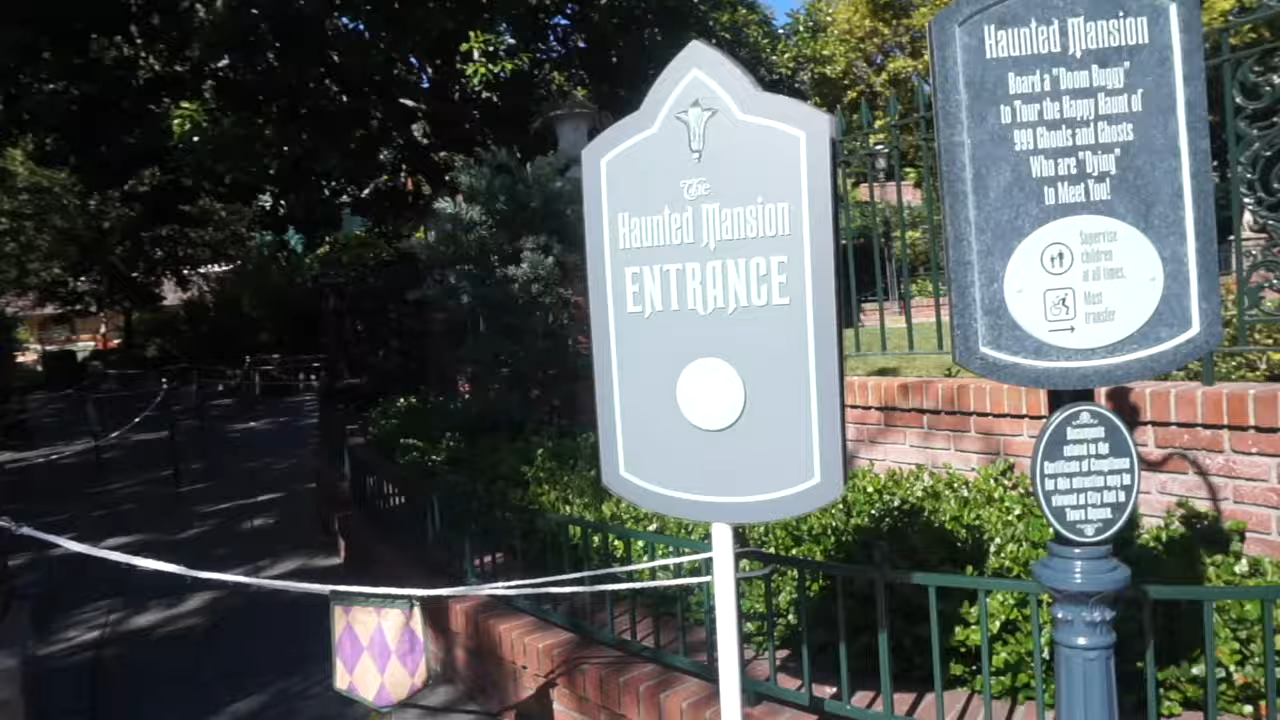 The
Haunted Mansion
ENTRANCE
Haunted Mansion
Board a "Doom Buggy"
to Tour the Happy Haunt of
999 Ghouls and Ghosts
Who are "Dying"
to Meet You!
Supervise
children
at all times.
Must
transfer
Documents
related to the
Certificate of Compliance
for this attraction may be
viewed at City Hall in
Town Square.